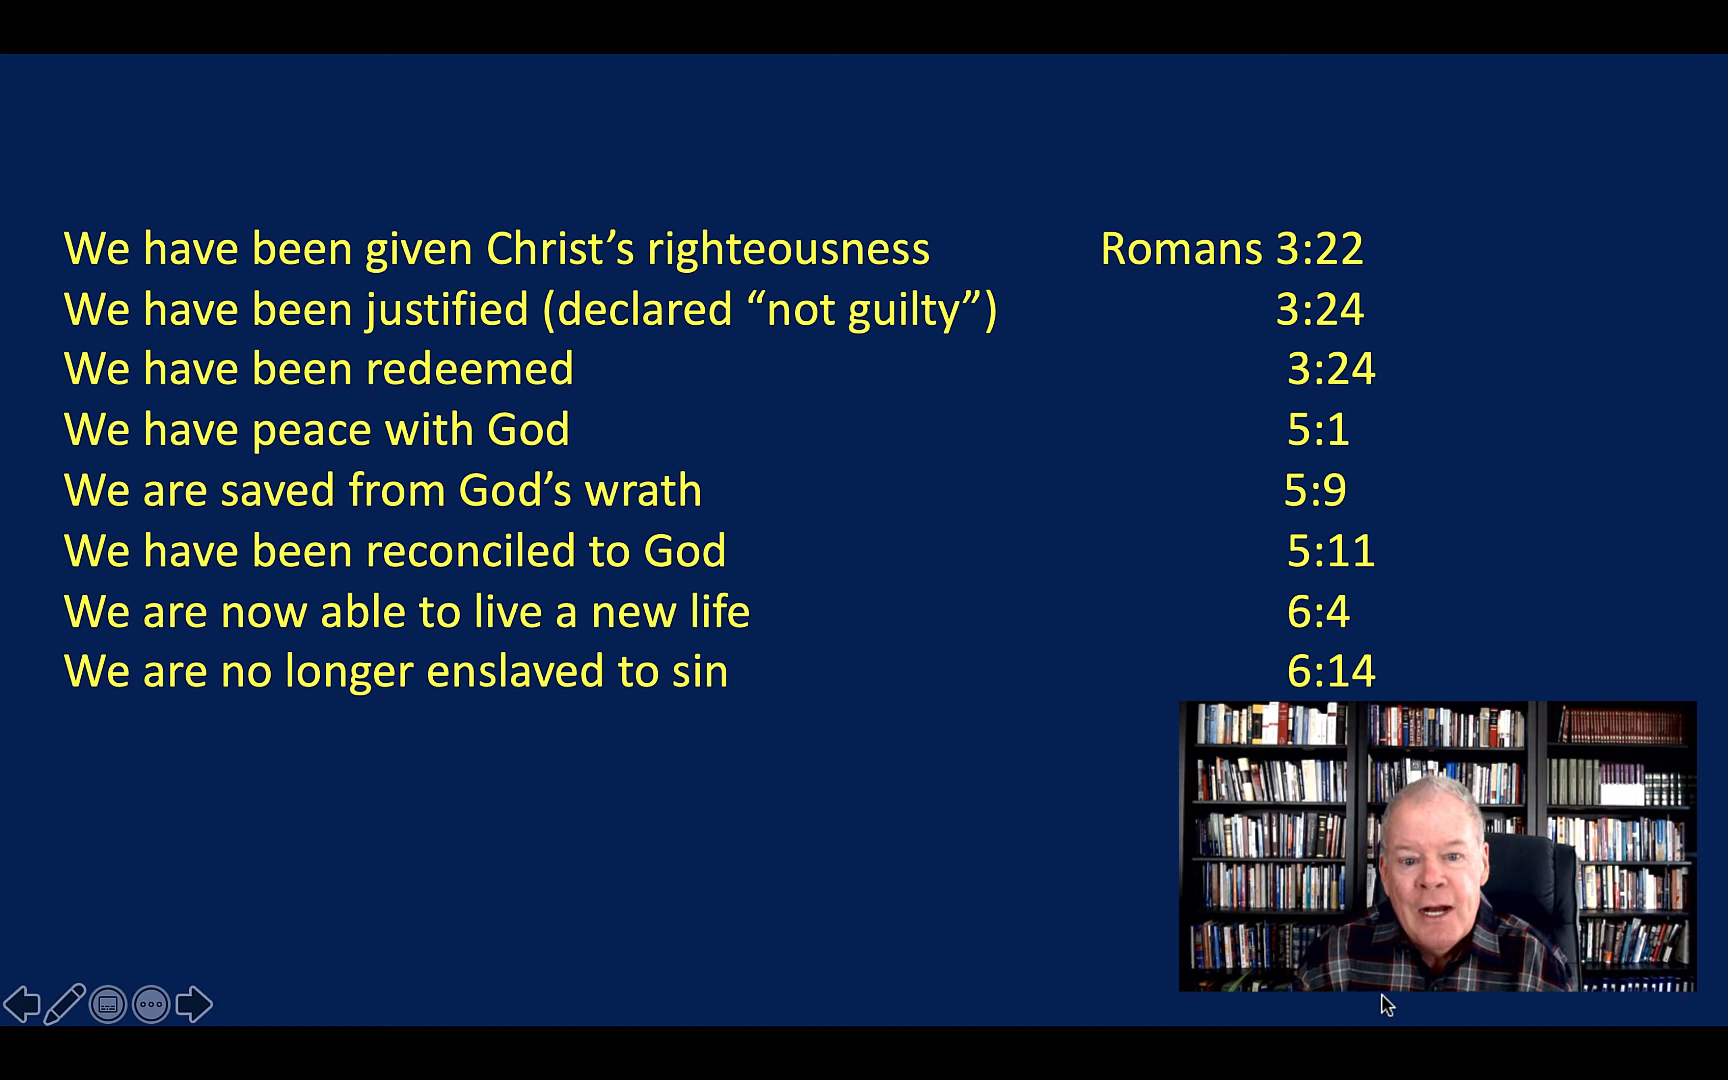 We have been given Christ’s righteousness Romans 3:22
We have been justified (declared “not guilty”) 3:24
We have been redeemed 3:24
We have peace with God 5:1
We are saved from God’s wrath 5:9
We have been reconciled to God 5:11
We are now able to live a new life 6:4
We are no longer enslaved to sin 6:14